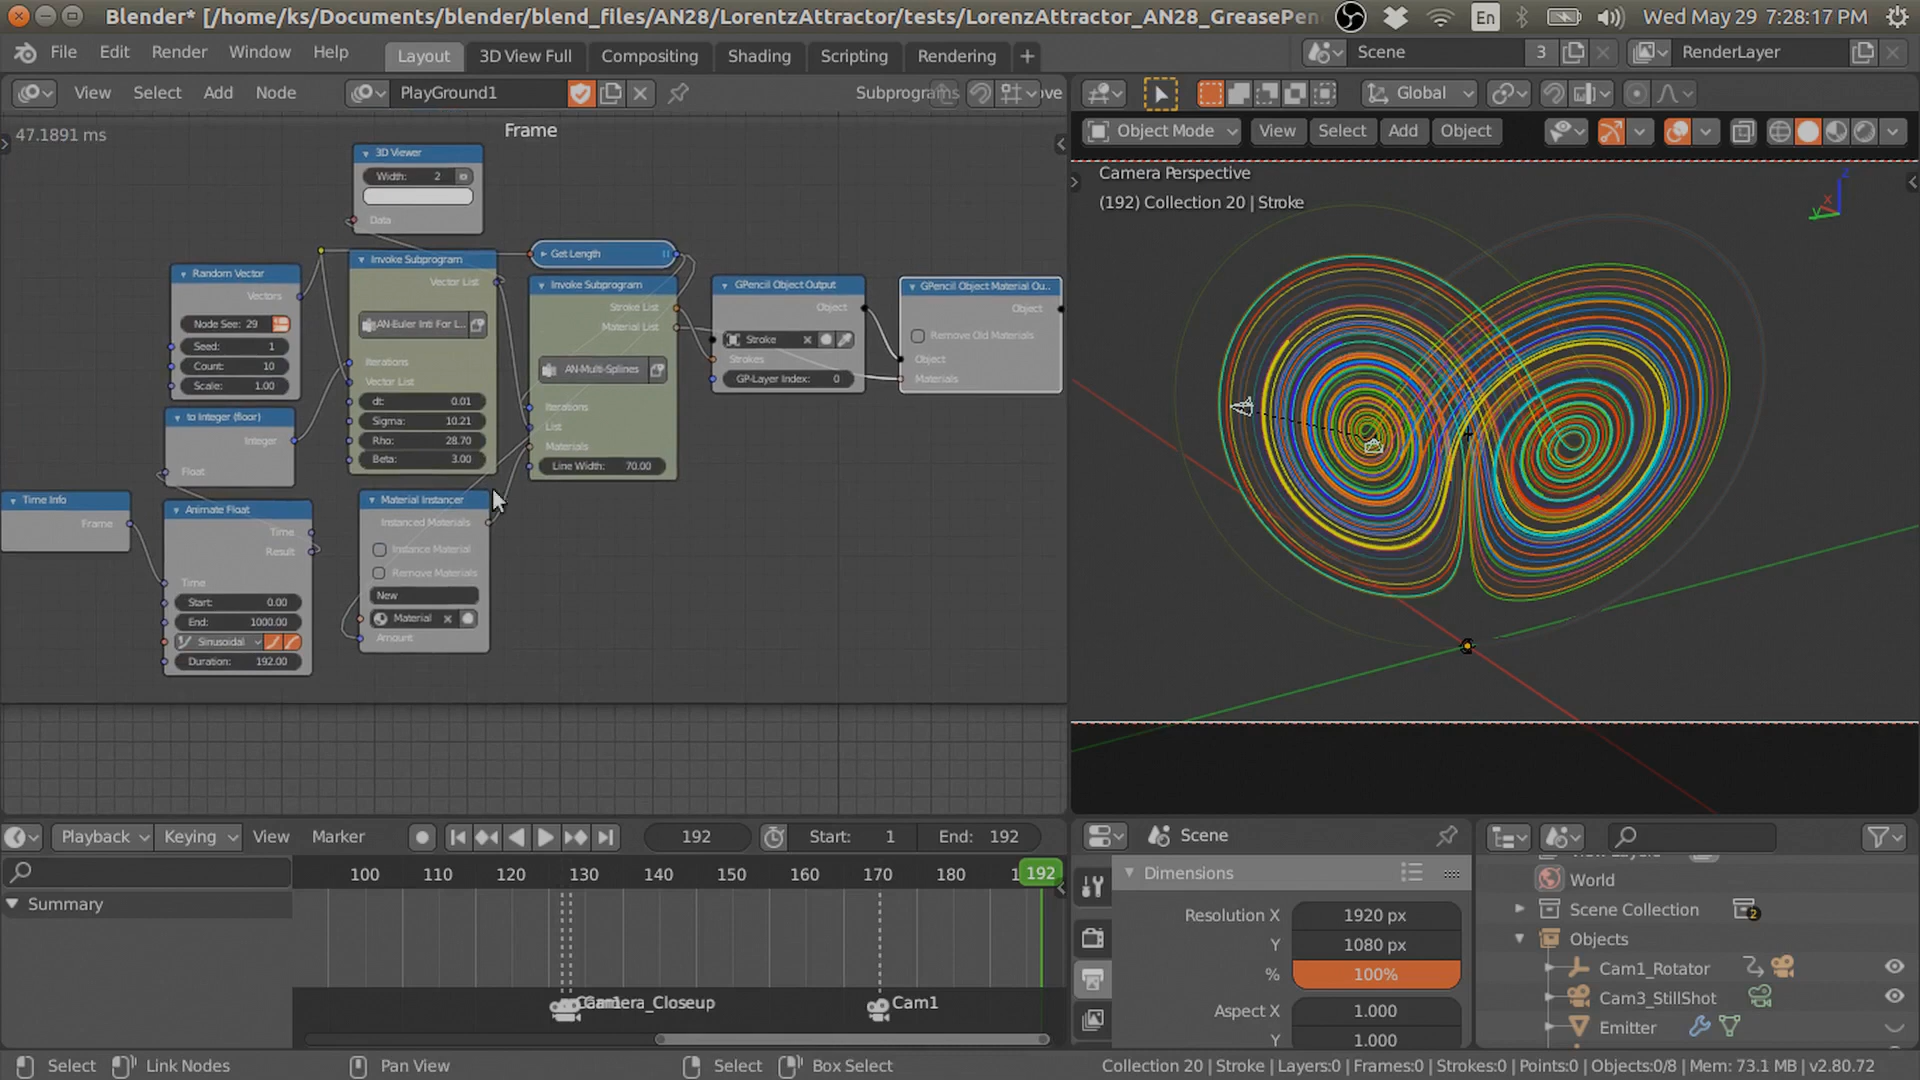 Blender* [/home/ks/Documents/blender/blend_files/AN28/LorentzAttractor/tests/LorenzAttractor_AN28_GreasePen
En
Wed May 29 7:28:17 PM
File Edit Render Window Help
Layout 3D View Full Compositing Shading Scripting Rendering +
Scene 3
RenderLayer
View Select Add Node
PlayGround1
Subprograms
Global
Object Mode View Select Add Object
47.1891 ms
Frame
3D Viewer
Width: 2
Data
Random Vector
Vectors
Node See: 29
Seed: 1
Count: 10
Scale: 1.00
to Integer (floor)
Integer
Float
Time Info
Frame
Animate Float
Time
Result
Time
Start: 0.00
End: 1000.00
Sinusoidal
Duration: 192.00
Invoke Subprogram
Vector List
AN-Euler Inti For L..
Iterations
Vector List
dt: 0.01
Sigma: 10.21
Rho: 28.70
Beta: 3.00
Material Instancer
Instanced Materials
Instance Material
Remove Materials
New
Material
Amount
Get Length
Invoke Subprogram
Stroke List
Material List
AN-Multi-Splines
Iterations
List
Materials
Line Width: 70.00
GPencil Object Output
Object
Stroke
Strokes
GP-Layer Index: 0
GPencil Object Material Ou..
Object
Remove Old Materials
Object
Materials
Camera Perspective
(192) Collection 20 | Stroke
Z
X
Y
Playback Keying View Marker
192
Start: 1
End: 192
100 110 120 130 140 150 160 170 180 192
Summary
Camera_Closeup
Cam1
Scene
Dimensions
Resolution X 1920 px
Y 1080 px
% 100%
Aspect X 1.000
Y 1.000
World
Scene Collection 2
Objects
Cam1_Rotator
Cam3_StillShot
Emitter
Select Link Nodes Pan View Select Box Select
Collection 20 | Stroke | Layers:0 | Frames:0 | Strokes:0 | Points:0 | Objects:0/8 | Mem: 73.1 MB | v2.80.72